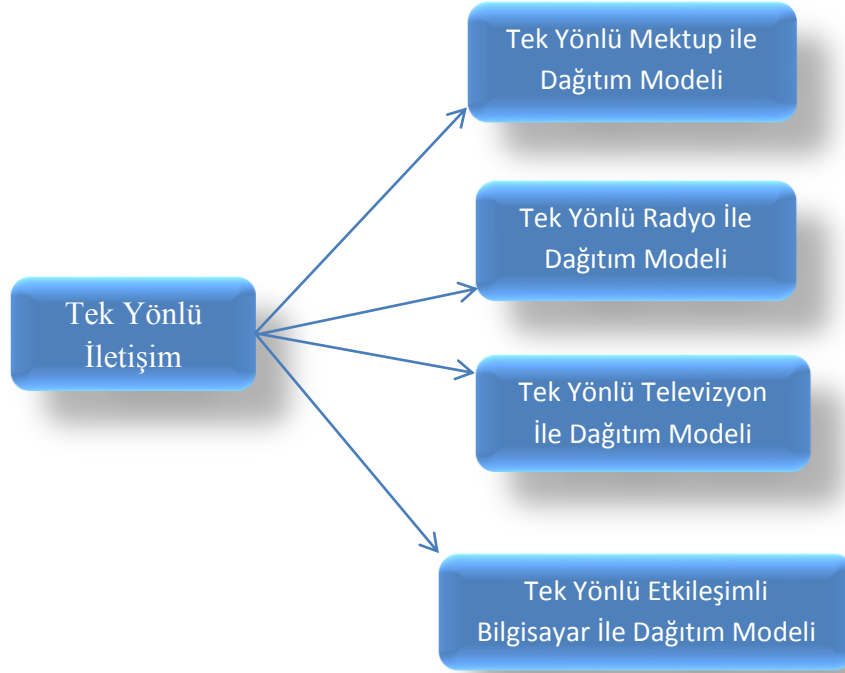 Tek Yönlü Mektup ile
Dağıtım Modeli
Tek Yönlü Radyo İle
Dağıtım Modeli
Tek Yönlü
İletişim
Tek Yönlü Televizyon
İle Dağıtım Modeli
Tek Yönlü Etkileşimli
Bilgisayar İle Dağıtım Modeli